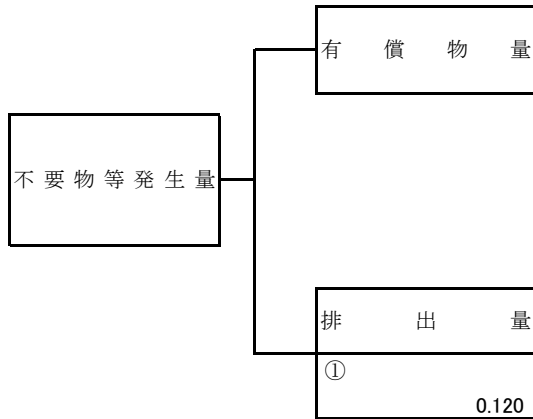 有償物量
不要物等発生量
排出量
①
0.120